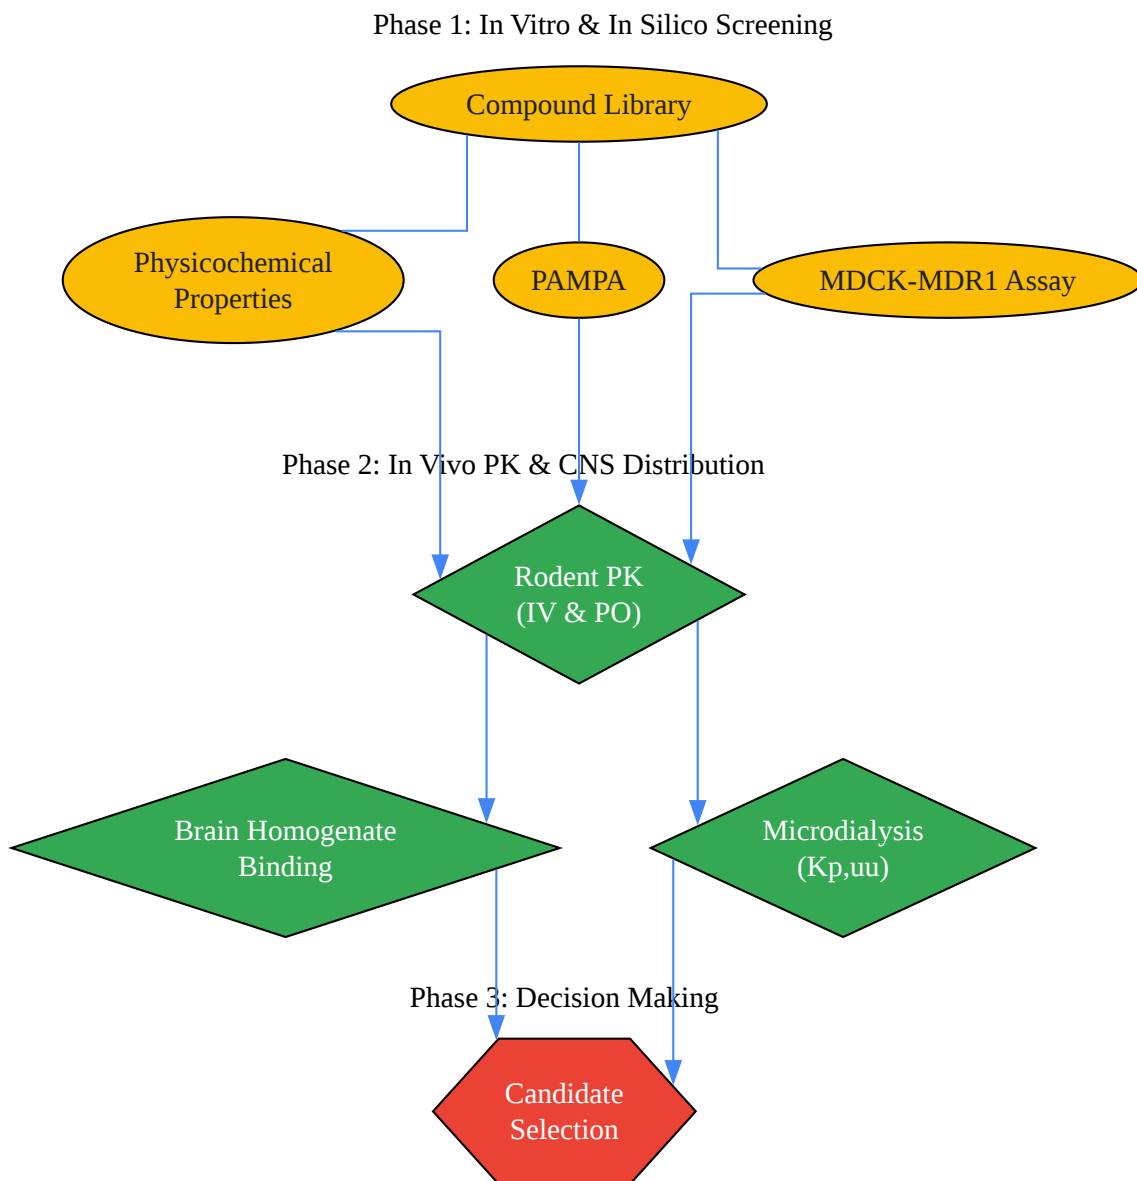 Phase 1: In Vitro & In Silico Screening
Compound Library
Physicochemical
Properties
PAMPA
MDCK-MDR1 Assay
Phase 2: In Vivo PK & CNS Distribution
Rodent PK
(IV & PO)
Brain Homogenate
Binding
Microdialysis
(Kp,uu)
Phase 3: Decision Making
Candidate
Selection